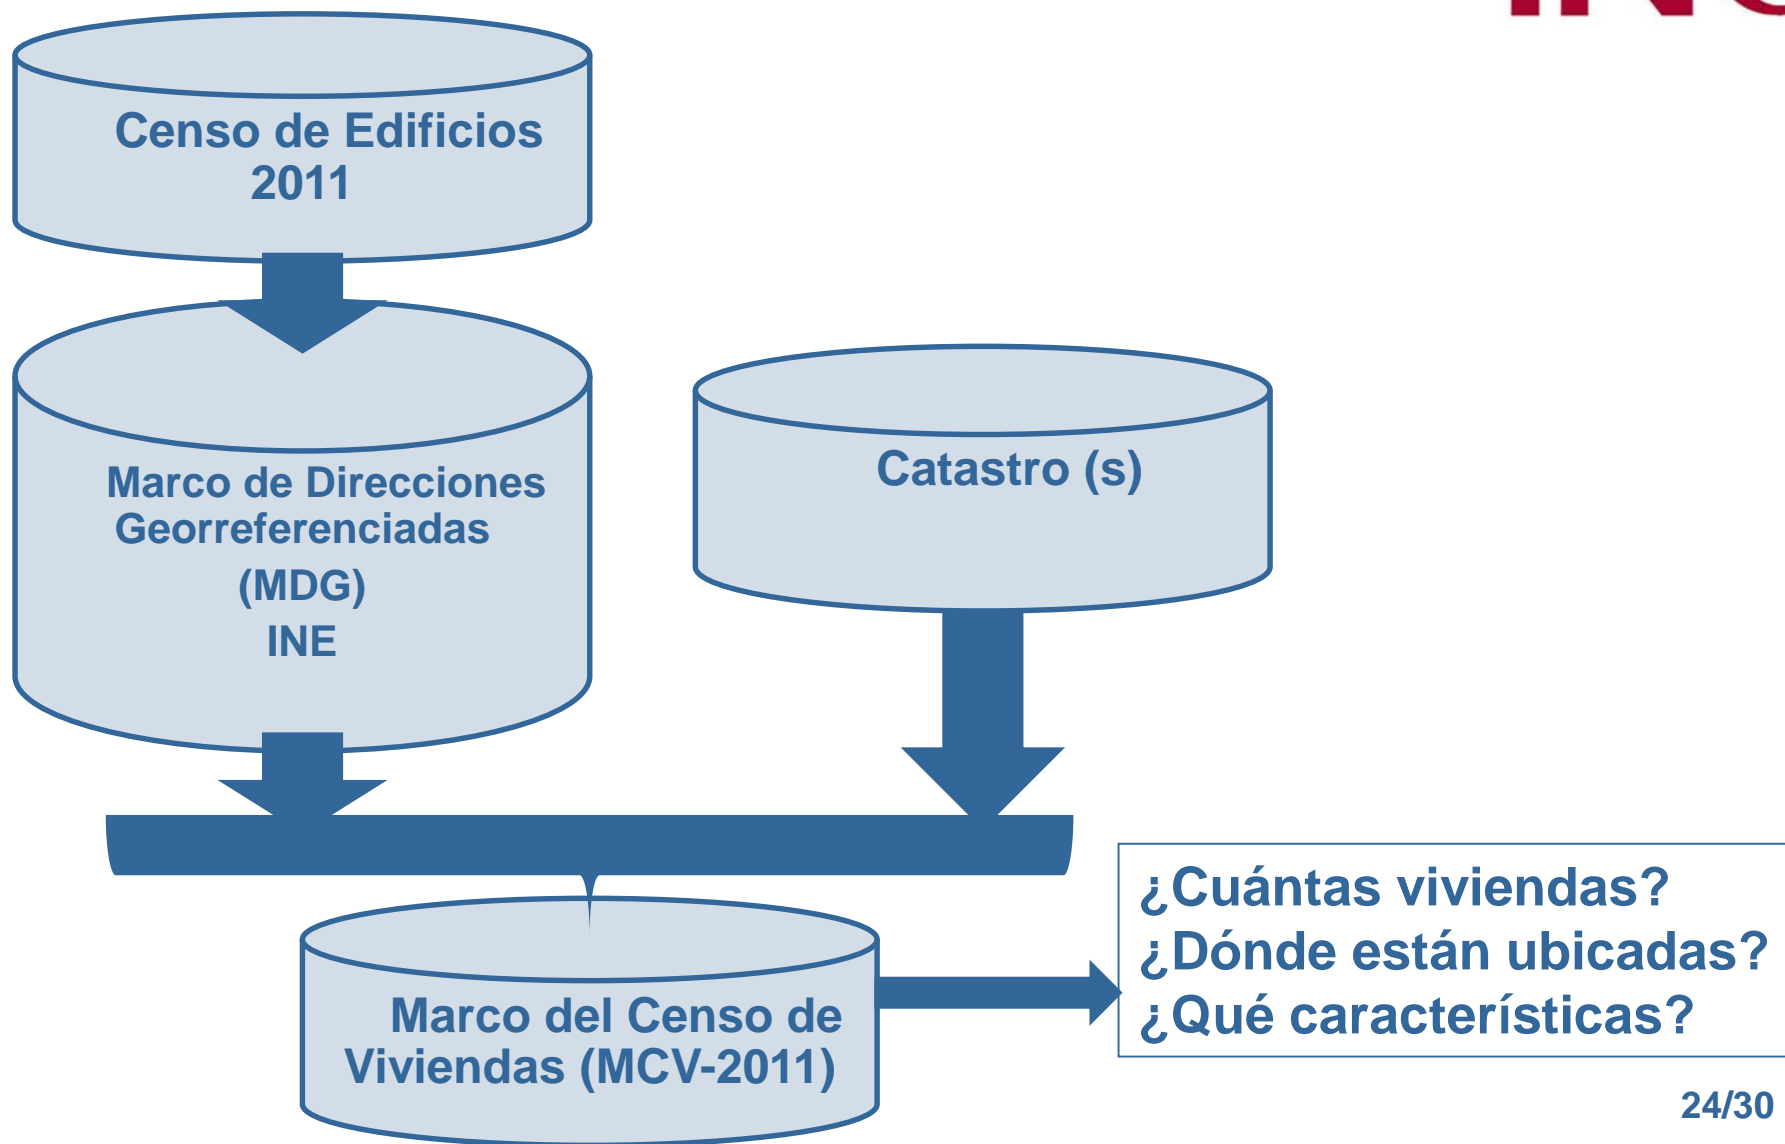 Censo de Edificios
2011
Marco de Direcciones
Georreferenciadas
(MDG)
INE
Catastro (s)
Marco del Censo de
Viviendas (MCV-2011)
¿Cuántas viviendas?
¿Dónde están ubicadas?
¿Qué características?
24/30